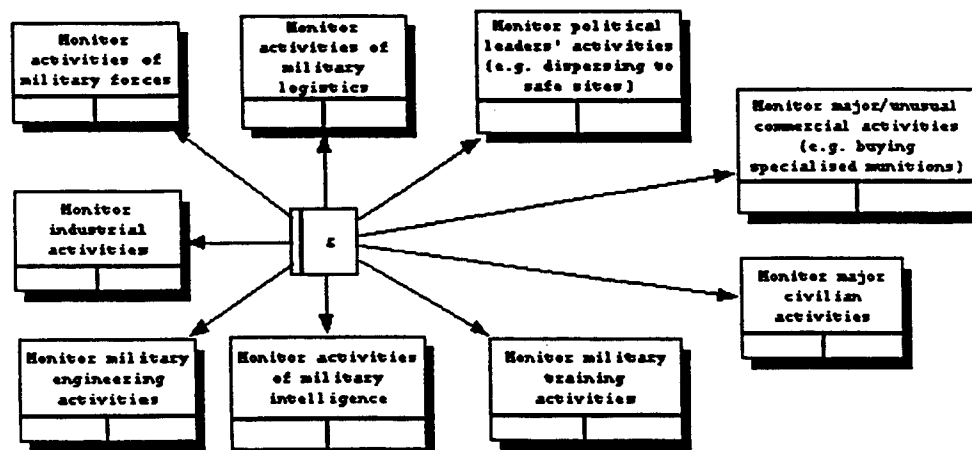 Monitor
activities of
military forces
Monitor
activities of
military
logistics
Monitor political
leaders' activities
(e.g. dispersing to
safe sites)
Monitor major/unusual
commercial activities
(e.g. buying
specialised munitions)
Monitor
industrial
activities
&
Monitor major
civilian
activities
Monitor military
engineering
activities
Monitor activities
of military
intelligence
Monitor military
training
activities